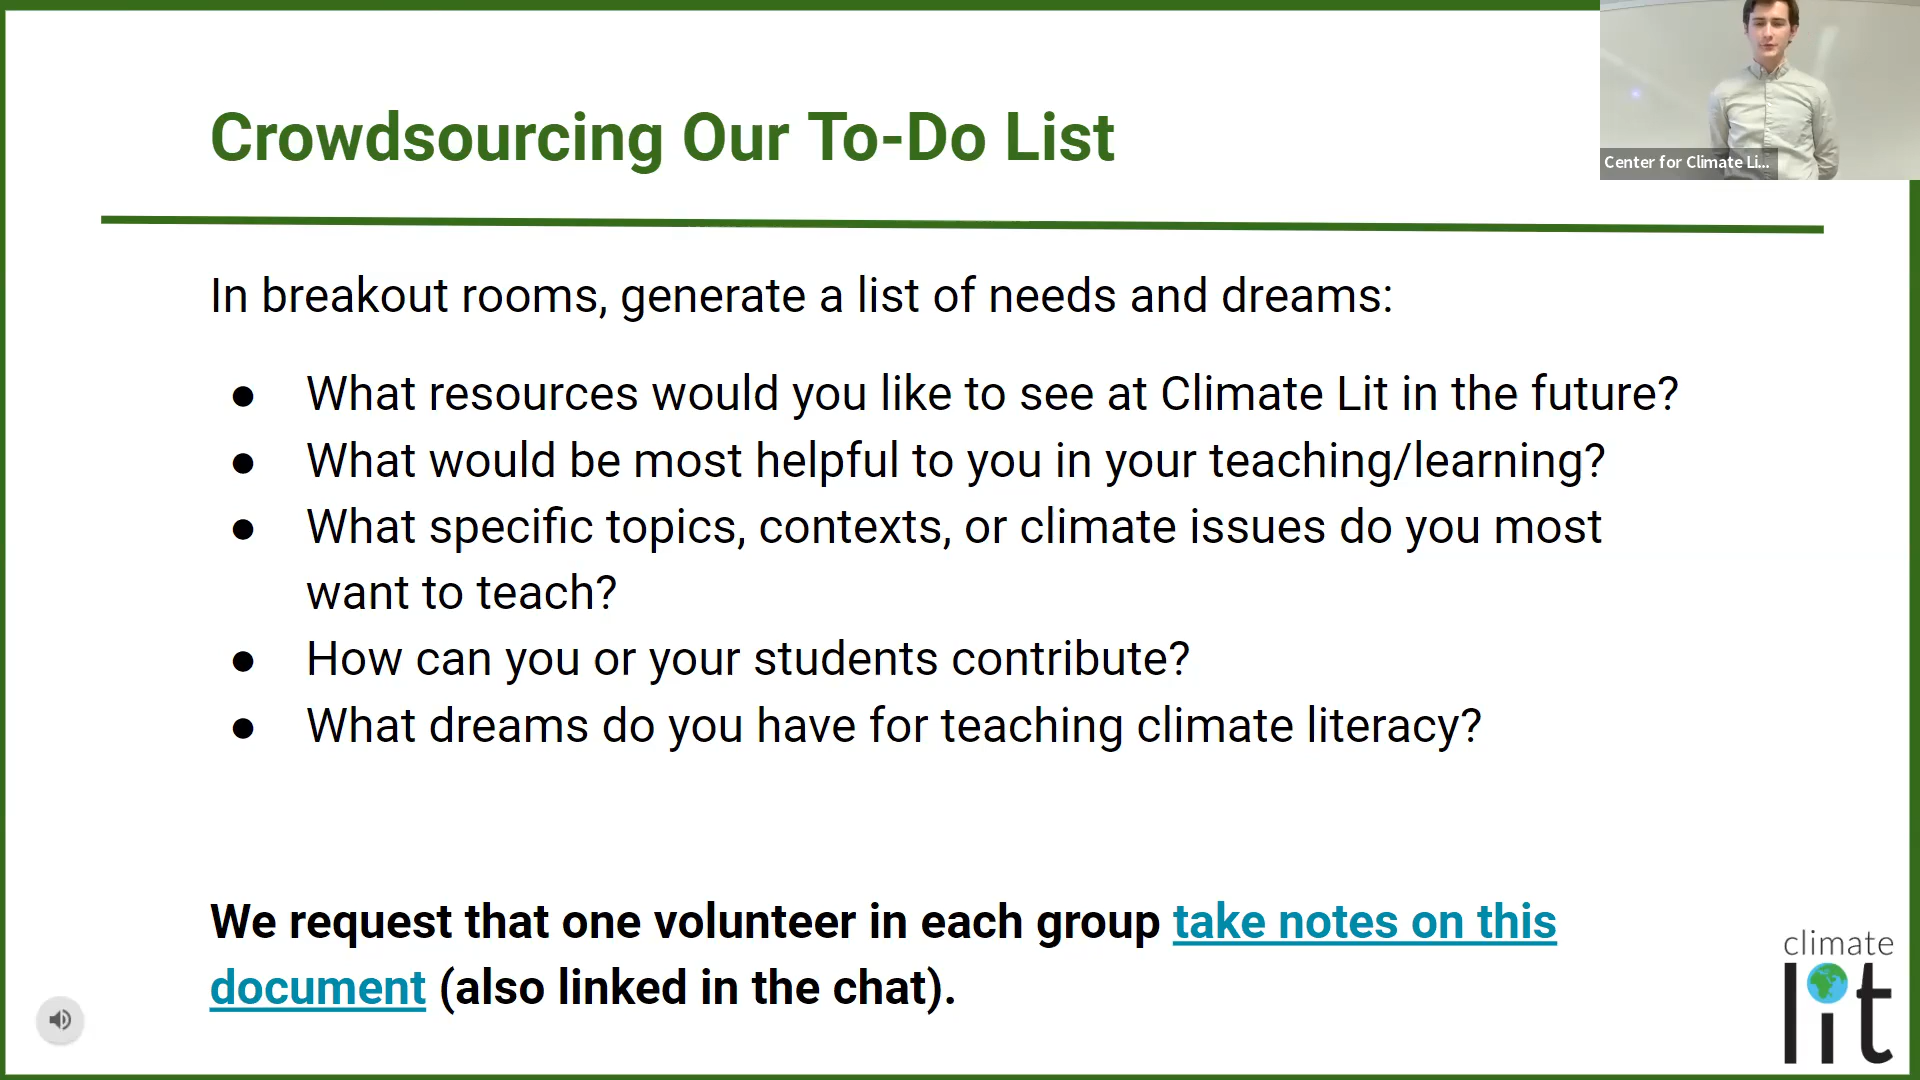 Crowdsourcing Our To-Do List
Center for Climate Li...
In breakout rooms, generate a list of needs and dreams:
● What resources would you like to see at Climate Lit in the future?
● What would be most helpful to you in your teaching/learning?
● What specific topics, contexts, or climate issues do you most
want to teach?
● How can you or your students contribute?
● What dreams do you have for teaching climate literacy?
We request that one volunteer in each group take notes on this
document (also linked in the chat).
climate
lit